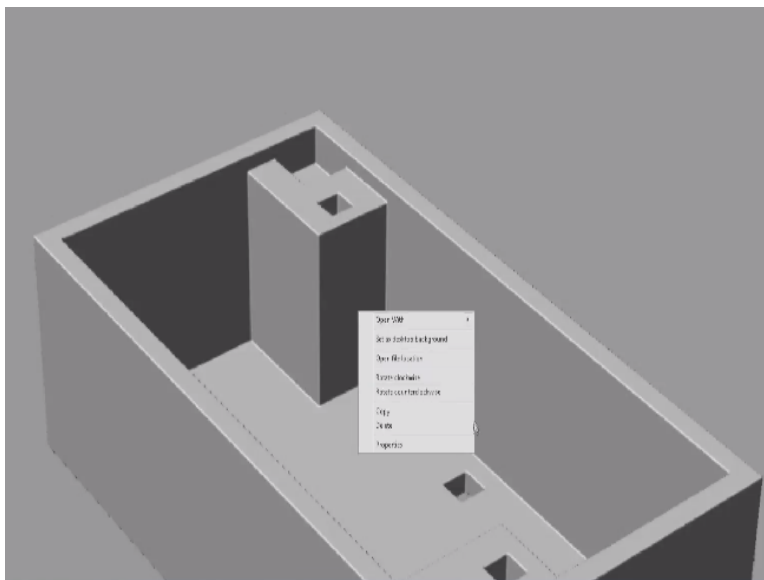 Open With
Set as desktop background
Open file location
Rotate clockwise
Rotate counterclockwise
Copy
Delete
Properties